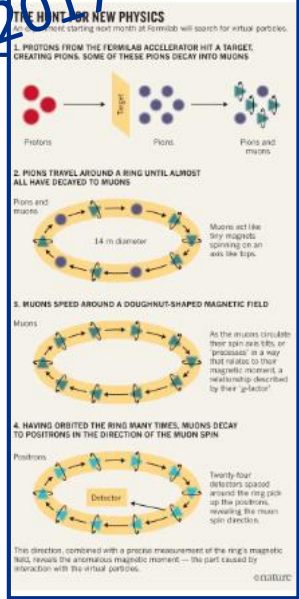 2017
THE HUNT FOR NEW PHYSICS
An experiment starting next month at Fermilab will search for virtual particles.
1. PROTONS FROM THE FERMILAB ACCELERATOR HIT A TARGET,
CREATING PIONS. SOME OF THESE PIONS DECAY INTO MUONS
Target
Protons
Pions
Pions and
muons
2. PIONS TRAVEL AROUND A RING UNTIL ALMOST
ALL HAVE DECAYED TO MUONS
Pions and
muons
14 m diameter
Muons act like
tiny magnets
spinning on an
axis like tops.
3. MUONS SPEED AROUND A DOUGHNUT-SHAPED MAGNETIC FIELD
Muons
As the muons circulate
their spin axis tilts, or
'precesses' in a way
that relates to their
magnetic moment, a
relationship described
by their 'g-factor'
4. HAVING ORBITED THE RING MANY TIMES, MUONS DECAY
TO POSITRONS IN THE DIRECTION OF THE MUON SPIN
Positrons
Detector
Twenty-four
detectors spaced
around the ring pick
up the positrons,
revealing the muon
spin direction.
This direction, combined with a precise measurement of the ring's magnetic
field, reveals the anomalous magnetic moment — the part caused by
interaction with the virtual particles.
©nature